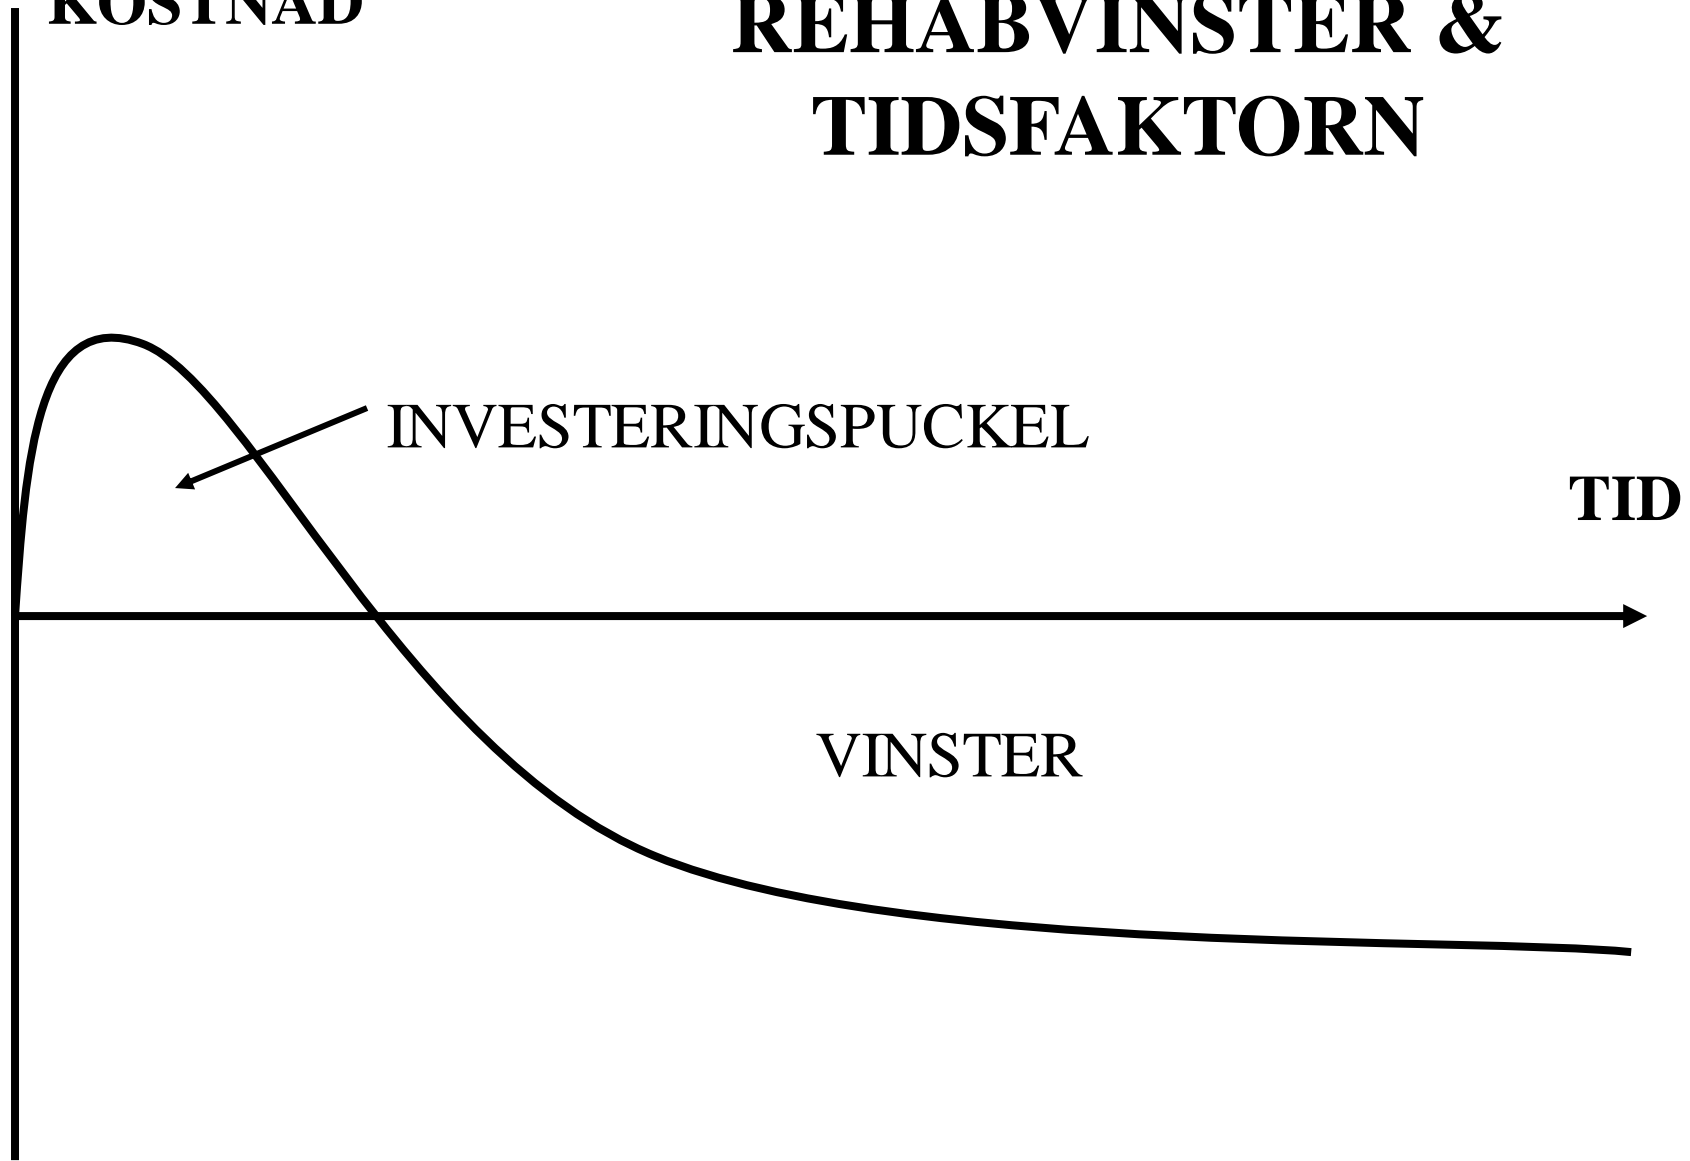 KOSTNAD
REHABVINSTER &
TIDSFAKTORN
INVESTERINGSPUCKEL
TID
VINSTER